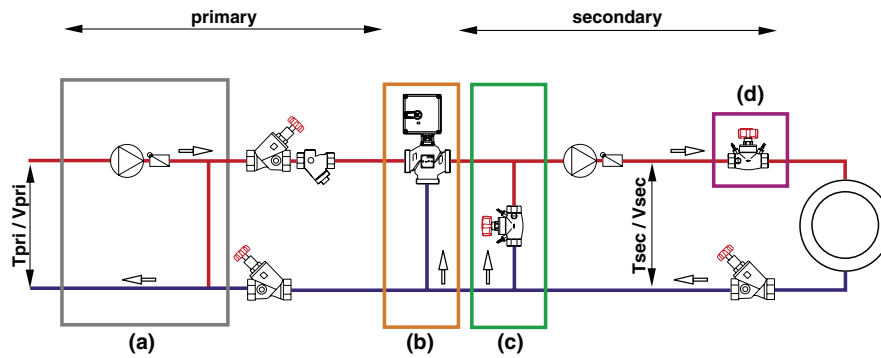 primary
secondary
(d)
Tpri / Vpri
Tsec / Vsec
(a)
(b)
(c)